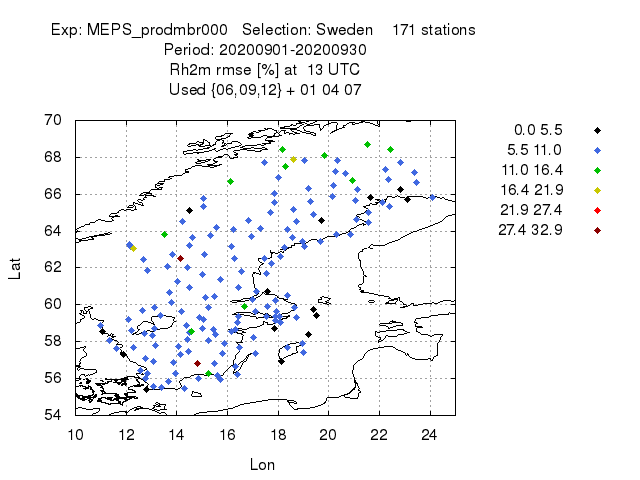 Exp: MEPS_prodmbr000 Selection: Sweden 171 stations
Period: 20200901-20200930
Rh2m rmse [%] at 13 UTC
Used {06,09,12} + 01 04 07
70
68
66
64
62
60
58
56
54
Lat
10 12 14 16 18 20 22 24
Lon
0.0 5.5
5.5 11.0
11.0 16.4
16.4 21.9
21.9 27.4
27.4 32.9